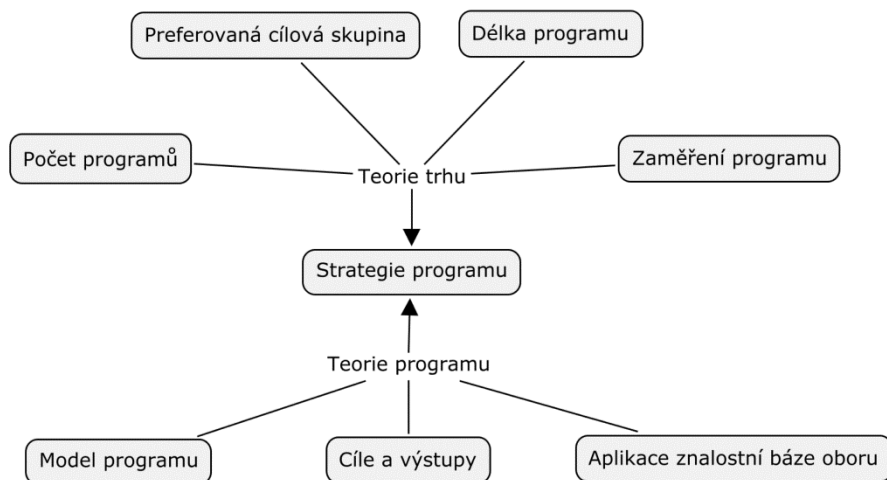 Preferovaná cílová skupina
Délka programu
Počet programů
Zaměření programu
Teorie trhu
Strategie programu
Teorie programu
Model programu
Cíle a výstupy
Aplikace znalostní báze oboru